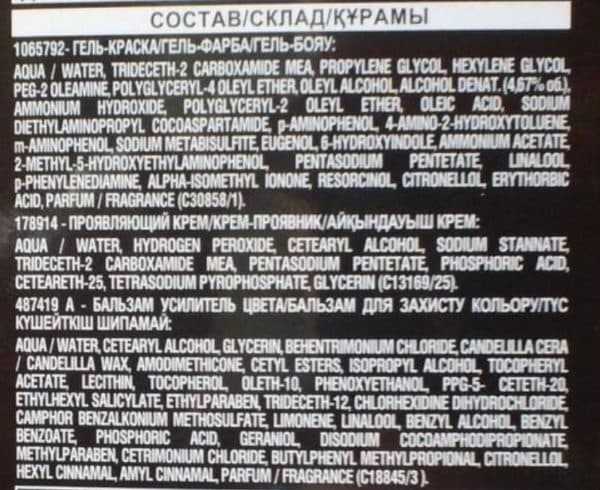 СОСТАВ/СКЛАД/ҚҰРАМЫ
1065792- ГЕЛЬ-КРАСКА/ГЕЛЬ-ФАРБА/ГЕЛЬ-БОЯУ:
AQUA / WATER, TRIDECETH-2 CARBOXAMIDE MEA, PROPYLENE GLYCOL, HEXYLENE GLYCOL,
PEG-2 OLEAMINE, POLYGLYCERYL-4 OLEYL ETHER, OLEYL ALCOHOL, ALCOHOL DENAT. (4,67% об.),
AMMONIUM HYDROXIDE, POLYGLYCERYL-2 OLEYL ETHER, OLEIC ACID, SODIUM
DIETHYLAMINOPROPYL COCOASPARTAMIDE, p-AMINOPHENOL, 4-AMINO-2-HYDROXYTOLUENE,
m-AMINOPHENOL, SODIUM METABISULFITE, EUGENOL, 6-HYDROXYINDOLE, AMMONIUM ACETATE,
2-METHYL-5-HYDROXYETHYLAMINOPHENOL, PENTASODIUM PENTETATE, LINALOOL,
p-PHENYLENEDIAMINE, ALPHA-ISOMETHYL IONONE, RESORCINOL, CITRONELLOL, ERYTHORBIC
ACID, PARFUM / FRAGRANCE (C30858/1).
178914 - ПРОЯВЛЯЮЩИЙ КРЕМ/КРЕМ-ПРОЯВНИК/АЙҚЫНДАУЫШ КРЕМ:
AQUA / WATER, HYDROGEN PEROXIDE, CETEARYL ALCOHOL, SODIUM STANNATE,
TRIDECETH-2 CARBOXAMIDE MEA, PENTASODIUM PENTETATE, PHOSPHORIC ACID,
CETEARETH-25, TETRASODIUM PYROPHOSPHATE, GLYCERIN (C13169/25).
487419 A - БАЛЬЗАМ УСИЛИТЕЛЬ ЦВЕТА/БАЛЬЗАМ ДЛЯ ЗАХИСТУ КОЛЬОРУ/ТҮС
КҮШЕЙТКІШ ШИПАМАЙ:
AQUA / WATER, CETEARYL ALCOHOL, GLYCERIN, BEHENTRIMONIUM CHLORIDE, CANDELILLA CERA
/ CANDELILLA WAX, AMODIMETHICONE, CETYL ESTERS, ISOPROPYL ALCOHOL, TOCOPHERYL
ACETATE, LECITHIN, TOCOPHEROL, OLETH-10, PHENOXYETHANOL, PPG-5- CETETH-20,
ETHYLHEXYL SALICYLATE, ETHYLPARABEN, TRIDECETH-12, CHLORHEXIDINE DIHYDROCHLORIDE,
CAMPHOR BENZALKONIUM METHOSULFATE, LIMONENE, LINALOOL, BENZYL ALCOHOL, BENZYL
BENZOATE, PHOSPHORIC ACID, GERANIOL, DISODIUM COCOAMPHODIPROPIONATE,
METHYLPARABEN, CETRIMONIUM CHLORIDE, BUTYLPHENYL METHYLPROPIONAL, CITRONELLOL,
HEXYL CINNAMAL, AMYL CINNAMAL, PARFUM / FRAGRANCE (C18845/3 ).